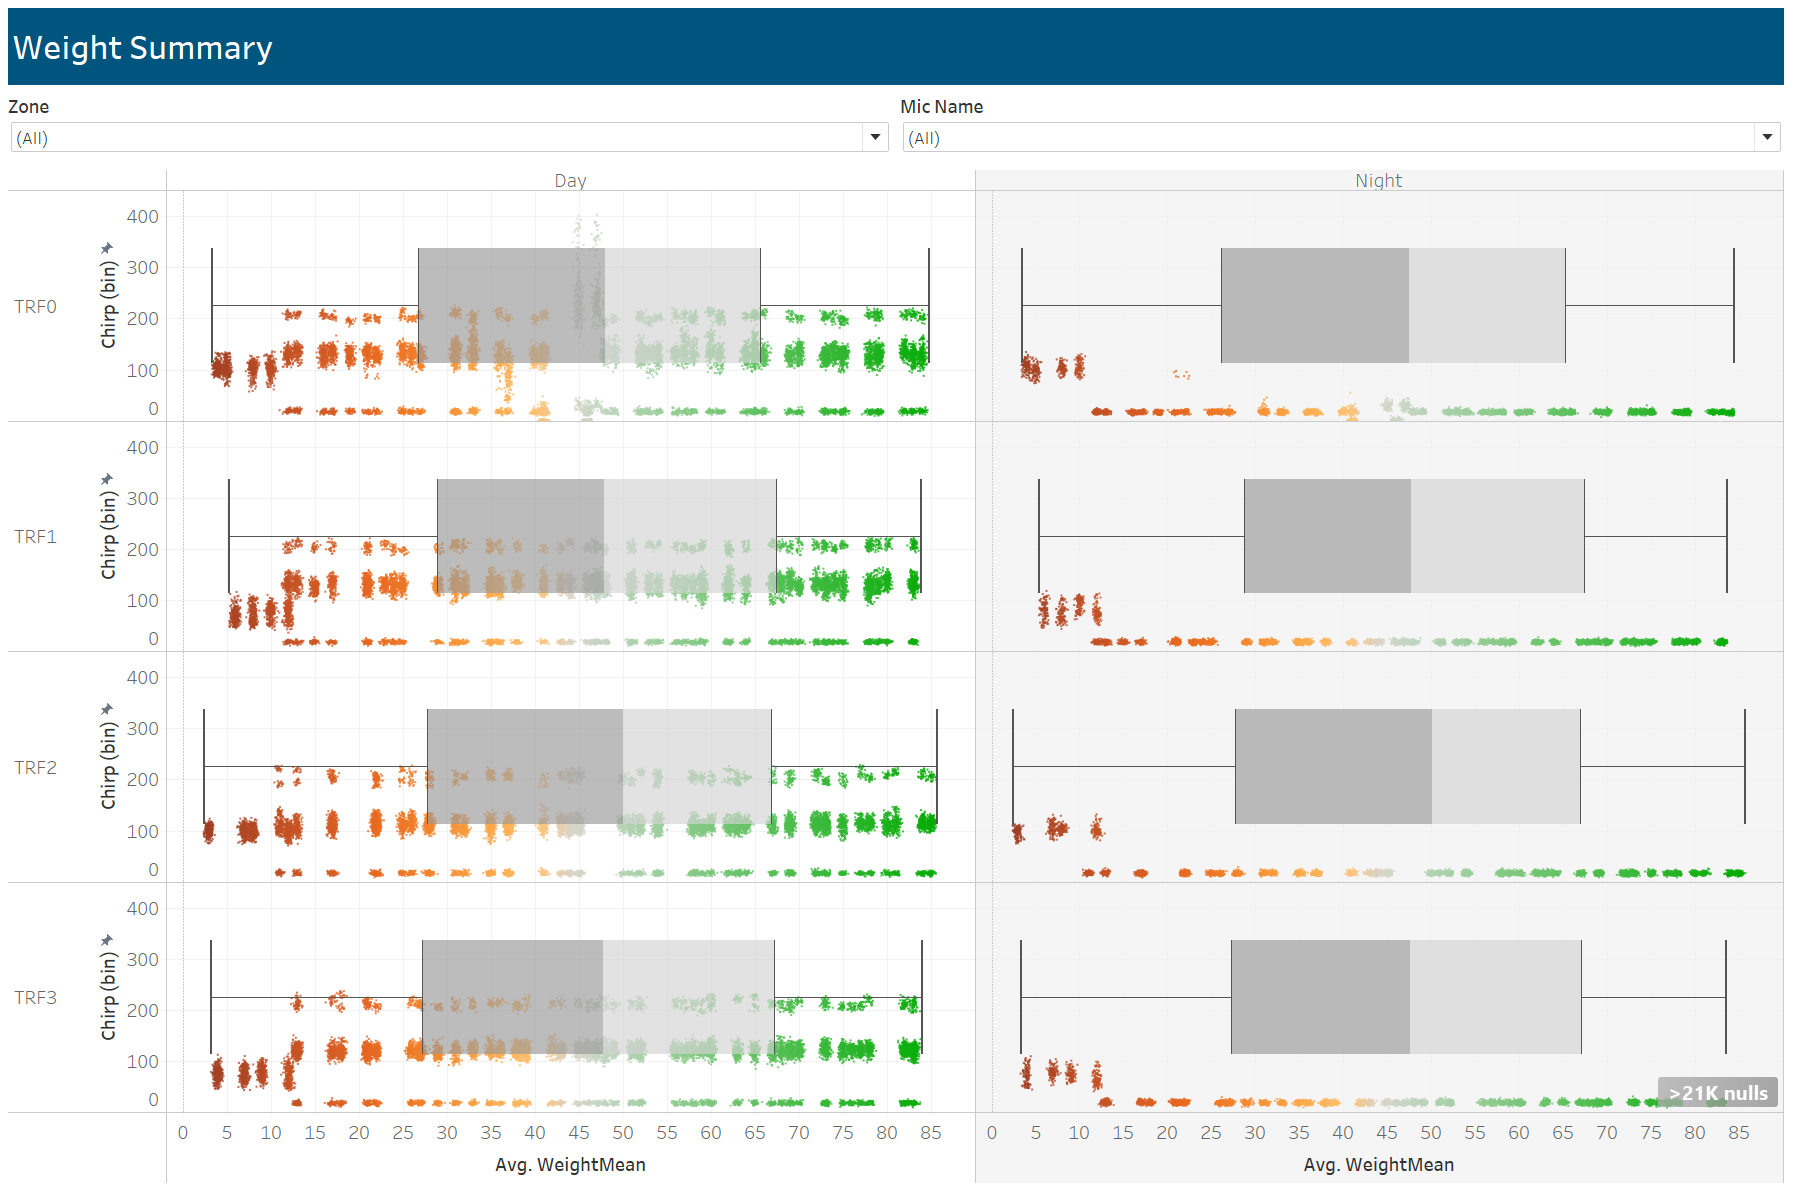 Weight Summary
Zone
Mic Name
(All)
(All)
Day
Night
TRF0
Chirp (bin)
400
300
200
100
0
TRF1
Chirp (bin)
400
300
200
100
0
TRF2
Chirp (bin)
400
300
200
100
0
TRF3
Chirp (bin)
400
300
200
100
0
>21K nulls
0 5 10 15 20 25 30 35 40 45 50 55 60 65 70 75 80 85
0 5 10 15 20 25 30 35 40 45 50 55 60 65 70 75 80 85
Avg. WeightMean
Avg. WeightMean